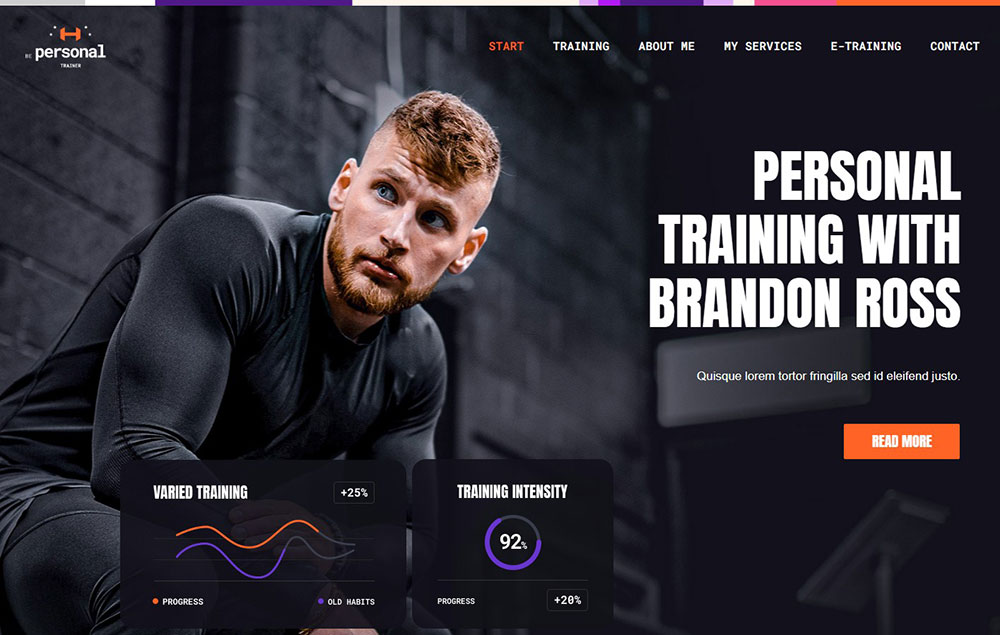 BE personal
TRAINER
START TRAINING ABOUT ME MY SERVICES E-TRAINING CONTACT
PERSONAL
TRAINING WITH
BRANDON ROSS
Quisque lorem tortor fringilla sed id eleifend justo.
READ MORE
VARIED TRAINING +25%
PROGRESS OLD HABITS
TRAINING INTENSITY
92%
PROGRESS +20%